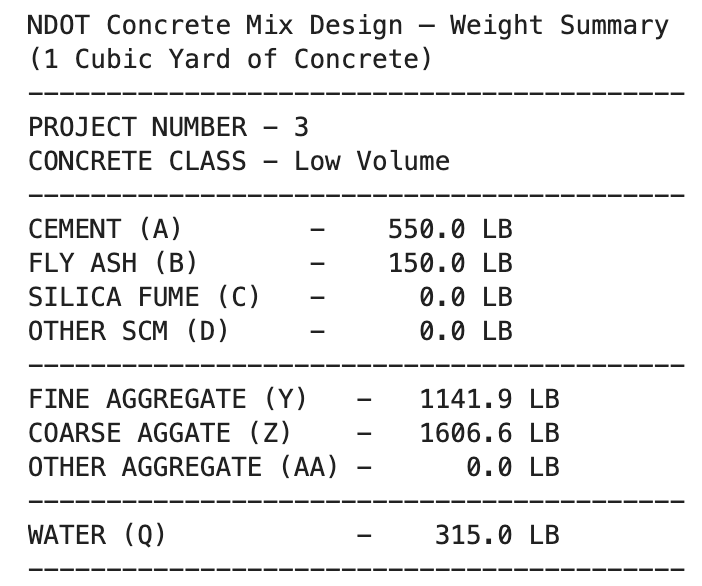 NDOT Concrete Mix Design – Weight Summary
(1 Cubic Yard of Concrete)
------------------------------------------
PROJECT NUMBER – 3
CONCRETE CLASS – Low Volume
------------------------------------------
CEMENT (A)        –    550.0 LB
FLY ASH (B)       –    150.0 LB
SILICA FUME (C)   –      0.0 LB
OTHER SCM (D)     –      0.0 LB
------------------------------------------
FINE AGGREGATE (Y)   –   1141.9 LB
COARSE AGGATE (Z)    –   1606.6 LB
OTHER AGGREGATE (AA) –      0.0 LB
------------------------------------------
WATER (Q)            –    315.0 LB
------------------------------------------